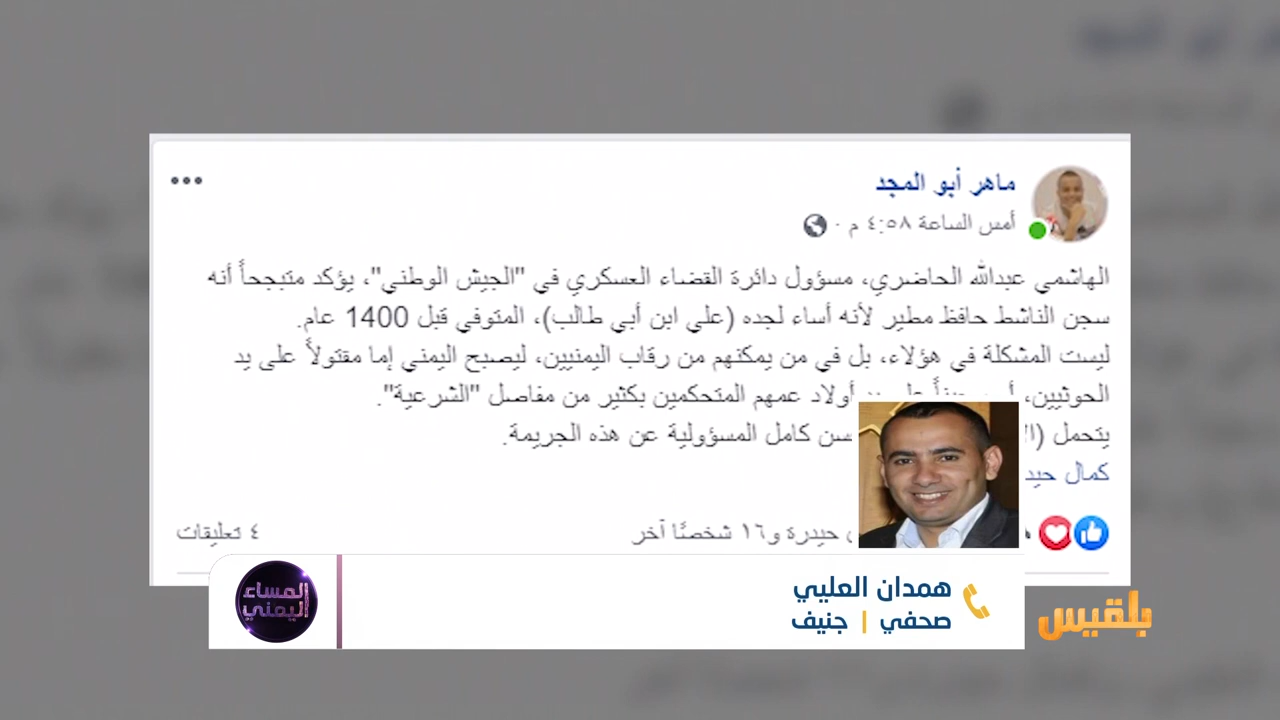 ماهر أبو المجد
أمس الساعة ٤:٥٨ م ·
الهاشمي عبدالله الحاضري، مسؤول دائرة القضاء العسكري في "الجيش الوطني"، يؤكد متبجحاً أنه
سجن الناشط حافظ مطير لأنه أساء لجده (علي ابن أبي طالب)، المتوفي قبل 1400 عام.
ليست المشكلة في هؤلاء، بل في من يمكنهم من رقاب اليمنيين، ليصبح اليمني إما مقتولاً على يد
الحوثيين، أولاد عمهم المتحكمين بكثير من مفاصل "الشرعية".
يتحمل كامل المسؤولية عن هذه الجريمة.
كمال
حيدرة و١٦ شخصًا آخر
٤ تعليقات
همدان العليي
صحفي | جنيف
المساء
اليمني
بلقيس